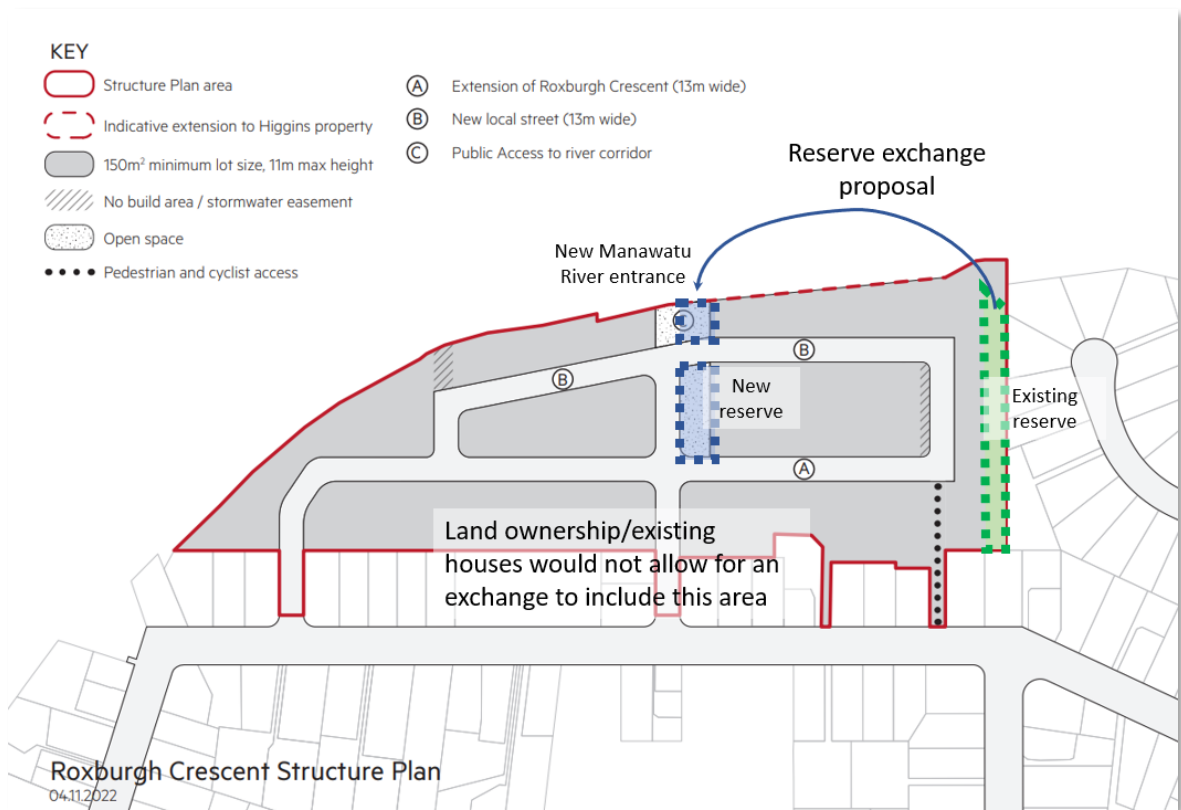 KEY
Structure Plan area
Indicative extension to Higgins property
150m² minimum lot size, 11m max height
No build area / stormwater easement
Open space
Pedestrian and cyclist access
A Extension of Roxburgh Crescent (13m wide)
B New local street (13m wide)
C Public Access to river corridor
Reserve exchange
proposal
New Manawatu
River entrance
C
B
B
New
reserve
Existing
reserve
A
Land ownership/existing
houses would not allow for an
exchange to include this area
Roxburgh Crescent Structure Plan
04.11.2022